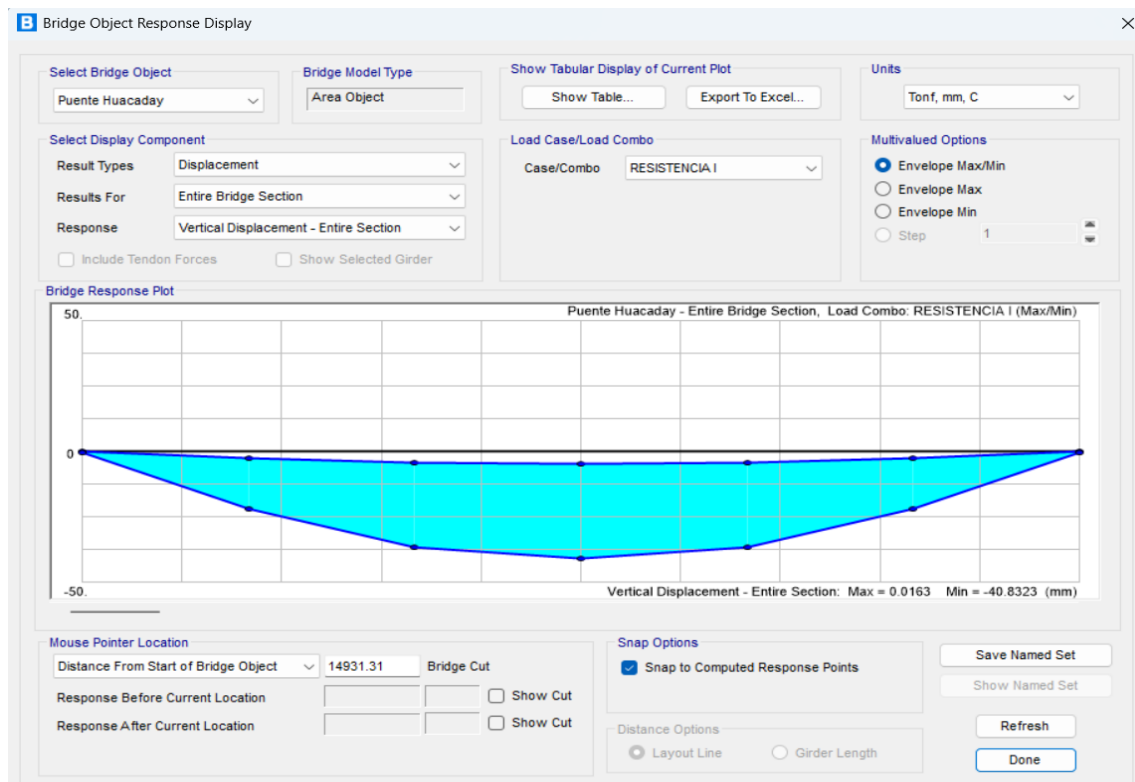 B Bridge Object Response Display
Select Bridge Object
Puente Huacaday
Bridge Model Type
Area Object
Show Tabular Display of Current Plot
Show Table...
Export To Excel...
Units
Tonf, mm, C
Select Display Component
Result Types
Displacement
Results For
Entire Bridge Section
Response
Vertical Displacement - Entire Section
Include Tendon Forces
Show Selected Girder
Load Case/Load Combo
Case/Combo
RESISTENCIA I
Multivalued Options
Envelope Max/Min
Envelope Max
Envelope Min
Step
1
Bridge Response Plot
50.
Puente Huacaday - Entire Bridge Section, Load Combo: RESISTENCIA I (Max/Min)
0
-50.
Vertical Displacement - Entire Section: Max = 0.0163 Min = -40.8323 (mm)
Mouse Pointer Location
Distance From Start of Bridge Object
14931.31
Bridge Cut
Response Before Current Location
Show Cut
Response After Current Location
Show Cut
Snap Options
Snap to Computed Response Points
Distance Options
Layout Line
Girder Length
Save Named Set
Show Named Set
Refresh
Done